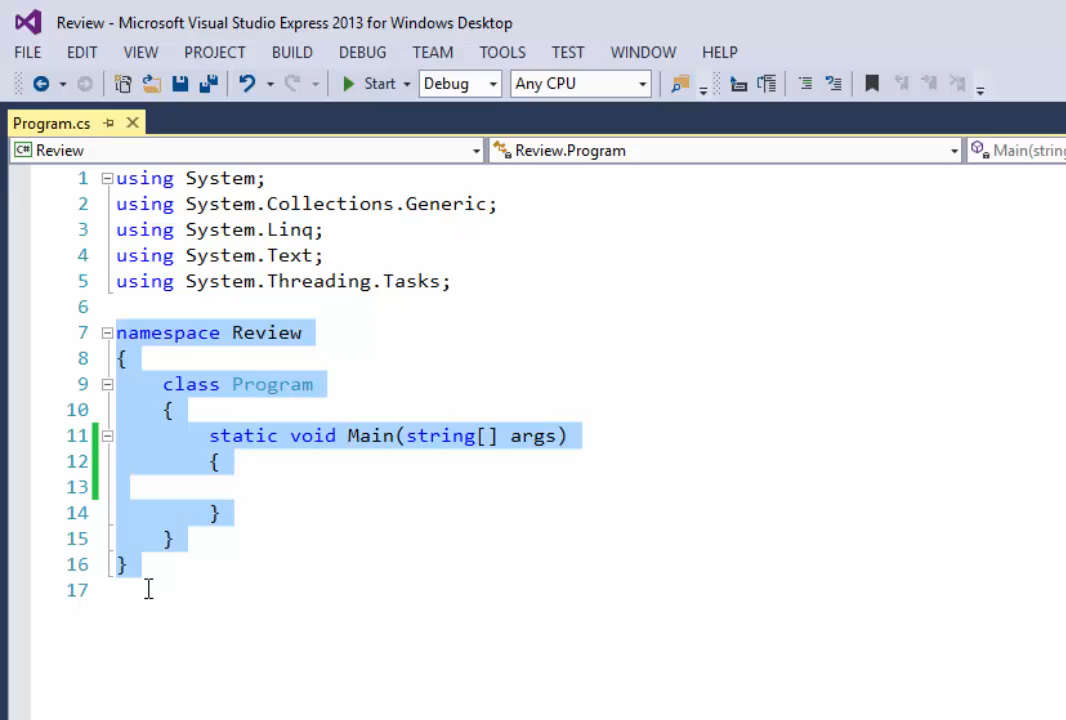 Review - Microsoft Visual Studio Express 2013 for Windows Desktop
FILE EDIT VIEW PROJECT BUILD DEBUG TEAM TOOLS TEST WINDOW HELP
Start Debug Any CPU
Program.cs
C# Review Review.Program Main(string
1 using System;
2 using System.Collections.Generic;
3 using System.Linq;
4 using System.Text;
5 using System.Threading.Tasks;
6
7 namespace Review
8 {
9 class Program
10 {
11 static void Main(string[] args)
12 {
13
14 }
15 }
16 }
17